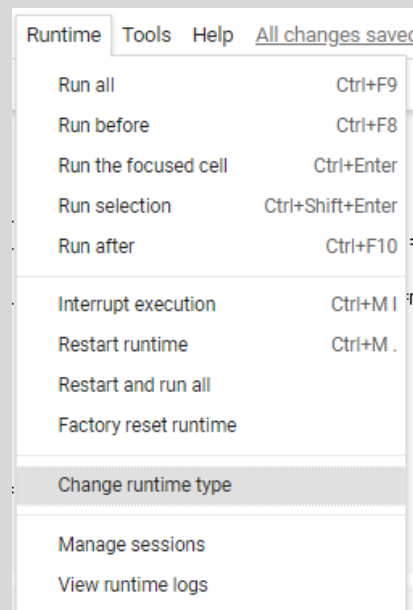 Runtime Tools Help All changes saved
Run all Ctrl+F9
Run before Ctrl+F8
Run the focused cell Ctrl+Enter
Run selection Ctrl+Shift+Enter
Run after Ctrl+F10
Interrupt execution Ctrl+M I
Restart runtime Ctrl+M .
Restart and run all
Factory reset runtime
Change runtime type
Manage sessions
View runtime logs